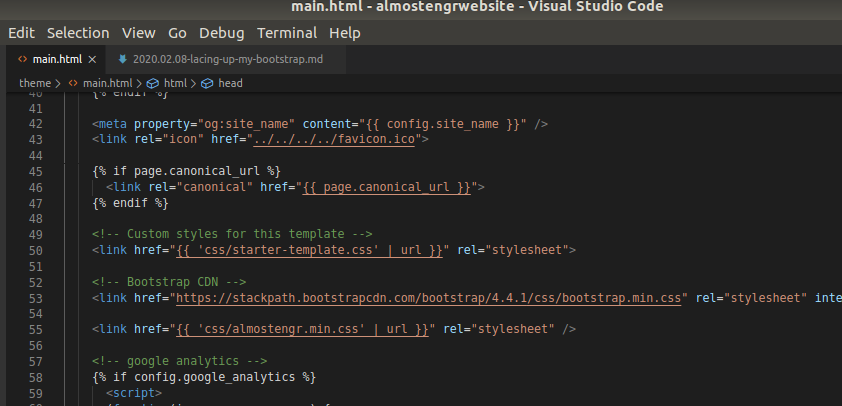 main.html - almostengrwebsite - Visual Studio Code
Edit Selection View Go Debug Terminal Help
<> main.html × 2020.02.08-lacing-up-my-bootstrap.md
theme > <> main.html > html > head
40 {% endif %}
41
42 <meta property="og:site_name" content="{{ config.site_name }}" />
43 <link rel="icon" href="../../../../favicon.ico">
44
45 {% if page.canonical_url %}
46 <link rel="canonical" href="{{ page.canonical_url }}">
47 {% endif %}
48
49 <!-- Custom styles for this template -->
50 <link href="{{ 'css/starter-template.css' | url }}" rel="stylesheet">
51
52 <!-- Bootstrap CDN -->
53 <link href="https://stackpath.bootstrapcdn.com/bootstrap/4.4.1/css/bootstrap.min.css" rel="stylesheet" inte
54
55 <link href="{{ 'css/almostengr.min.css' | url }}" rel="stylesheet" />
56
57 <!-- google analytics -->
58 {% if config.google_analytics %}
59 <script>